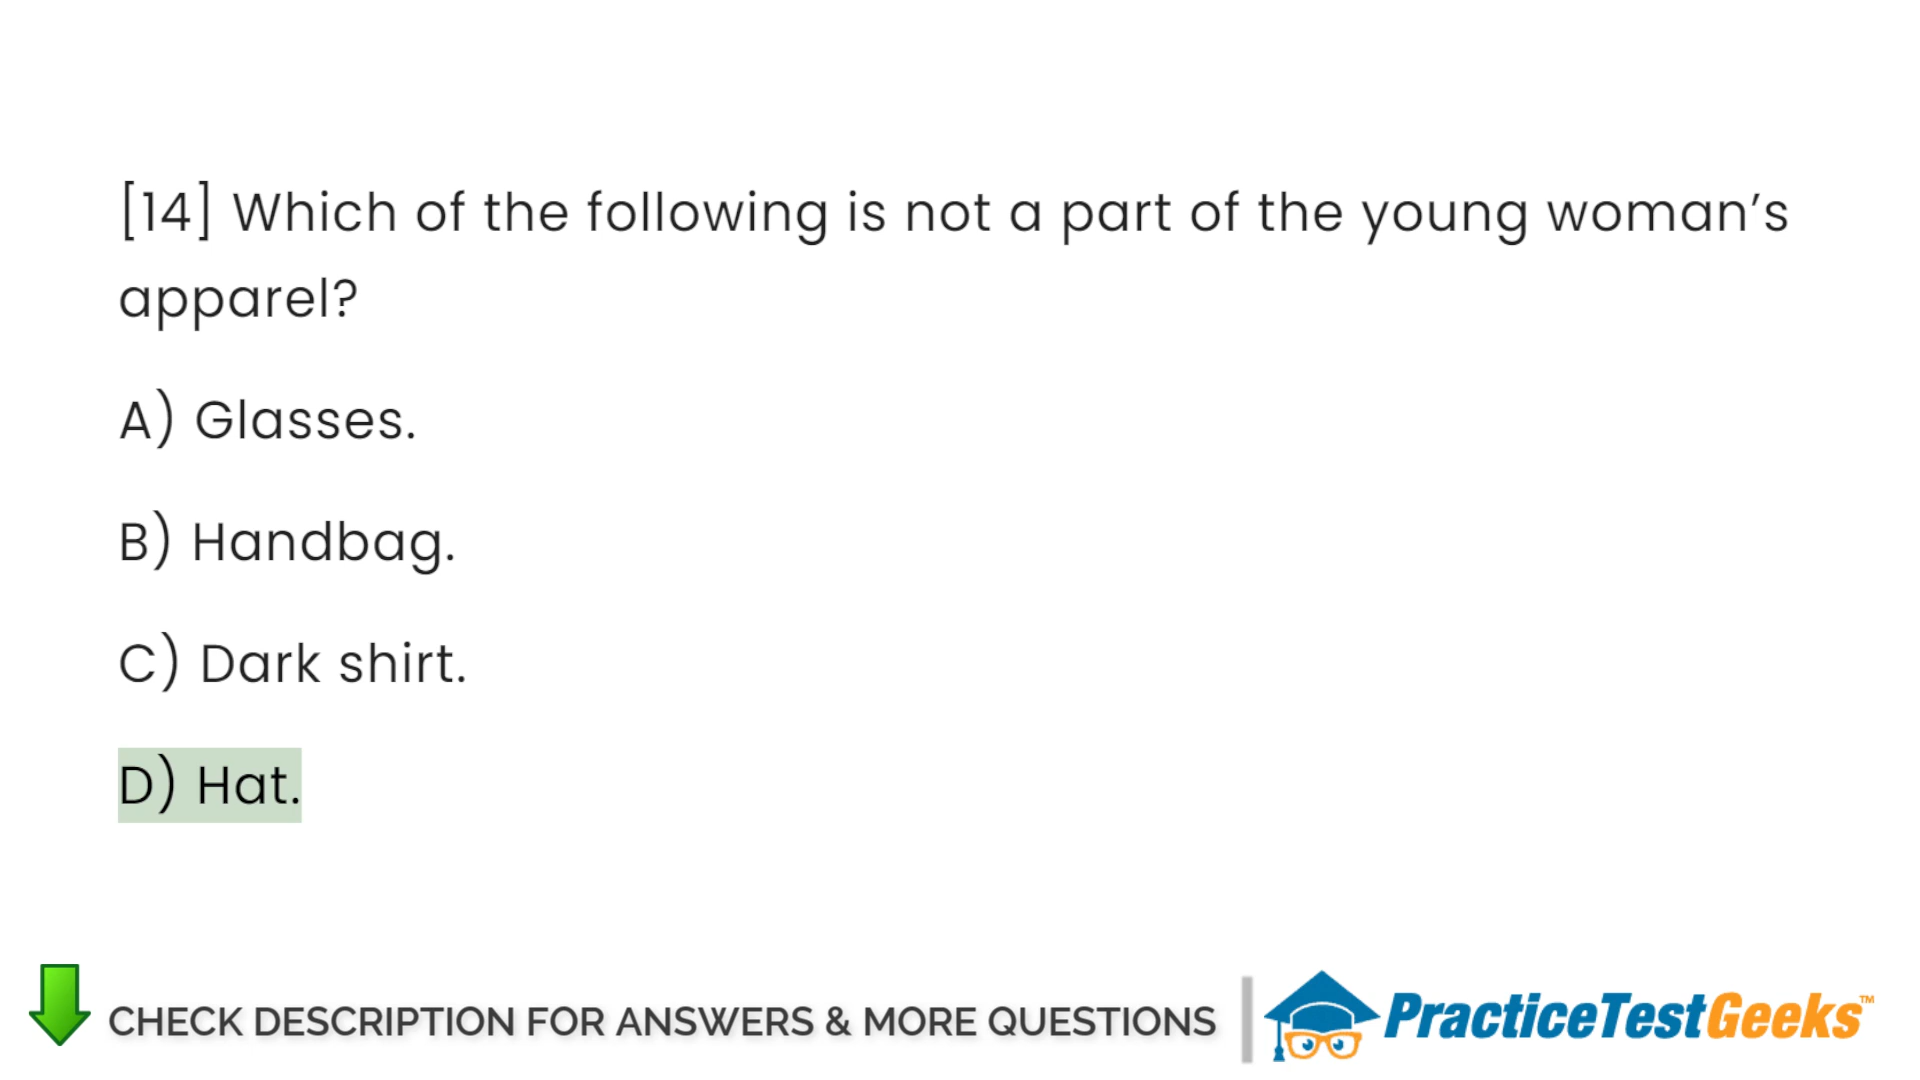 [14] Which of the following is not a part of the young woman’s
apparel?
A) Glasses.
B) Handbag.
C) Dark shirt.
D) Hat.
CHECK DESCRIPTION FOR ANSWERS & MORE QUESTIONS
PracticeTestGeeks™